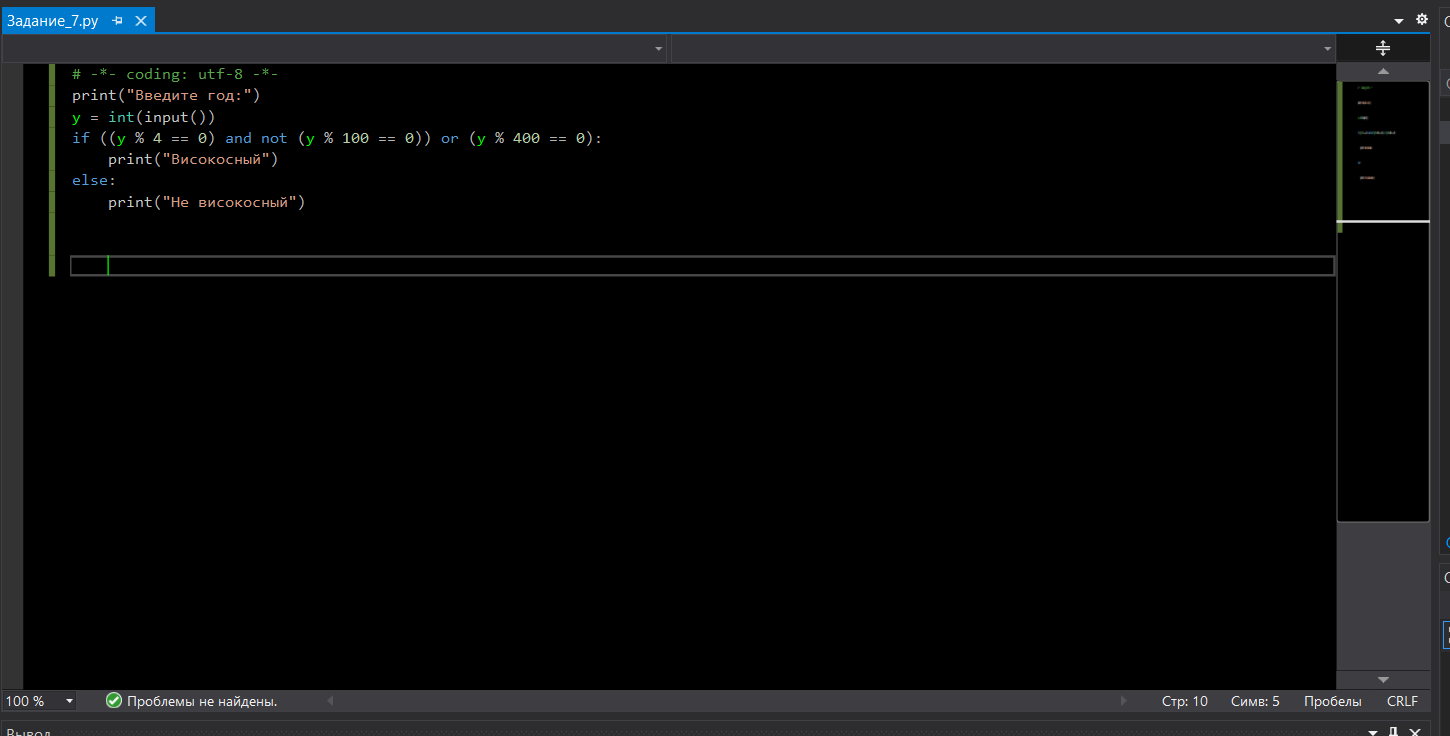 Задание_7.py
# -*- coding: utf-8 -*-
print("Введите год:")
y = int(input())
if ((y % 4 == 0) and not (y % 100 == 0)) or (y % 400 == 0):
    print("Високосный")
else:
    print("Не високосный")
100 %
Проблемы не найдены.
Стр: 10
Симв: 5
Пробелы
CRLF
Вывод